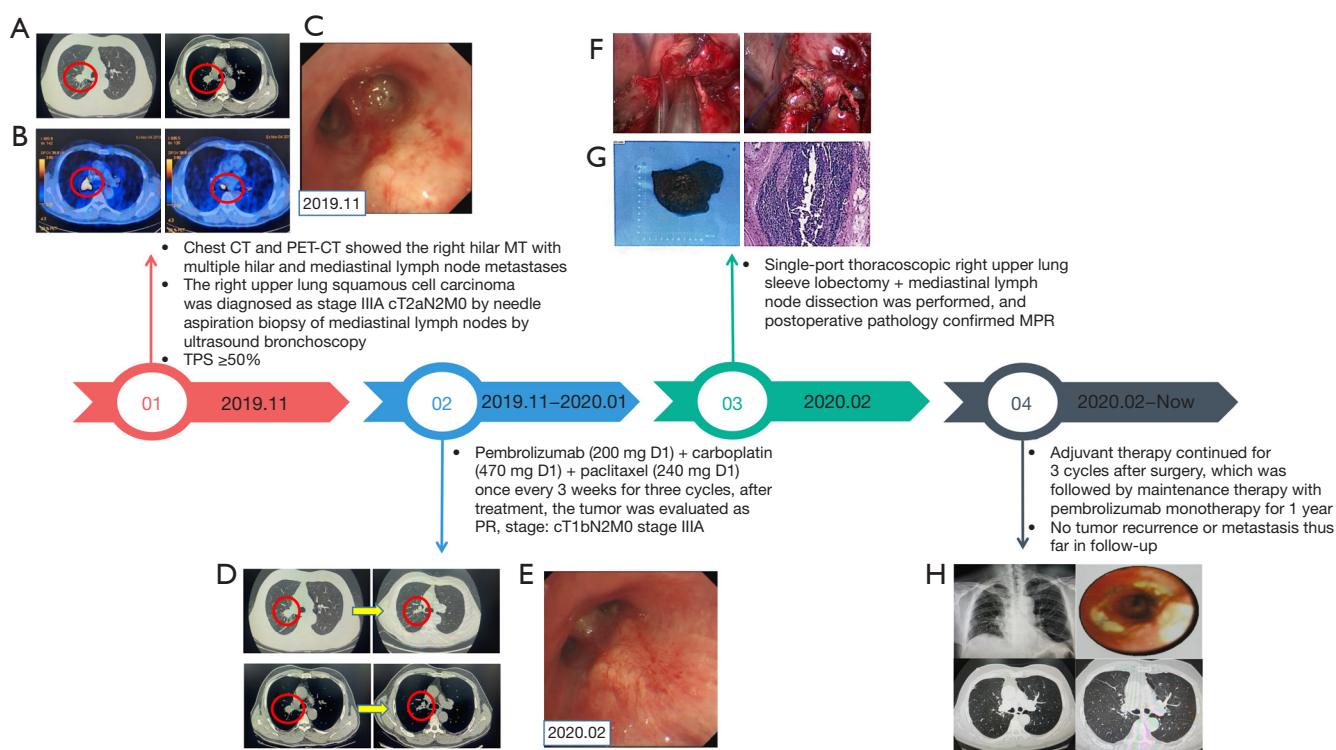 A
C
2019.11
B
F
G
• Chest CT and PET-CT showed the right hilar MT with
multiple hilar and mediastinal lymph node metastases
• The right upper lung squamous cell carcinoma
was diagnosed as stage IIIA cT2aN2M0 by needle
aspiration biopsy of mediastinal lymph nodes by
ultrasound bronchoscopy
• TPS ≥50%
• Single-port thoracoscopic right upper lung
sleeve lobectomy + mediastinal lymph
node dissection was performed, and
postoperative pathology confirmed MPR
01
2019.11
02
2019.11–2020.01
03
2020.02
04
2020.02–Now
• Pembrolizumab (200 mg D1) + carboplatin
(470 mg D1) + paclitaxel (240 mg D1)
once every 3 weeks for three cycles, after
treatment, the tumor was evaluated as
PR, stage: cT1bN2M0 stage IIIA
• Adjuvant therapy continued for
3 cycles after surgery, which was
followed by maintenance therapy with
pembrolizumab monotherapy for 1 year
• No tumor recurrence or metastasis thus
far in follow-up
D
E
2020.02
H